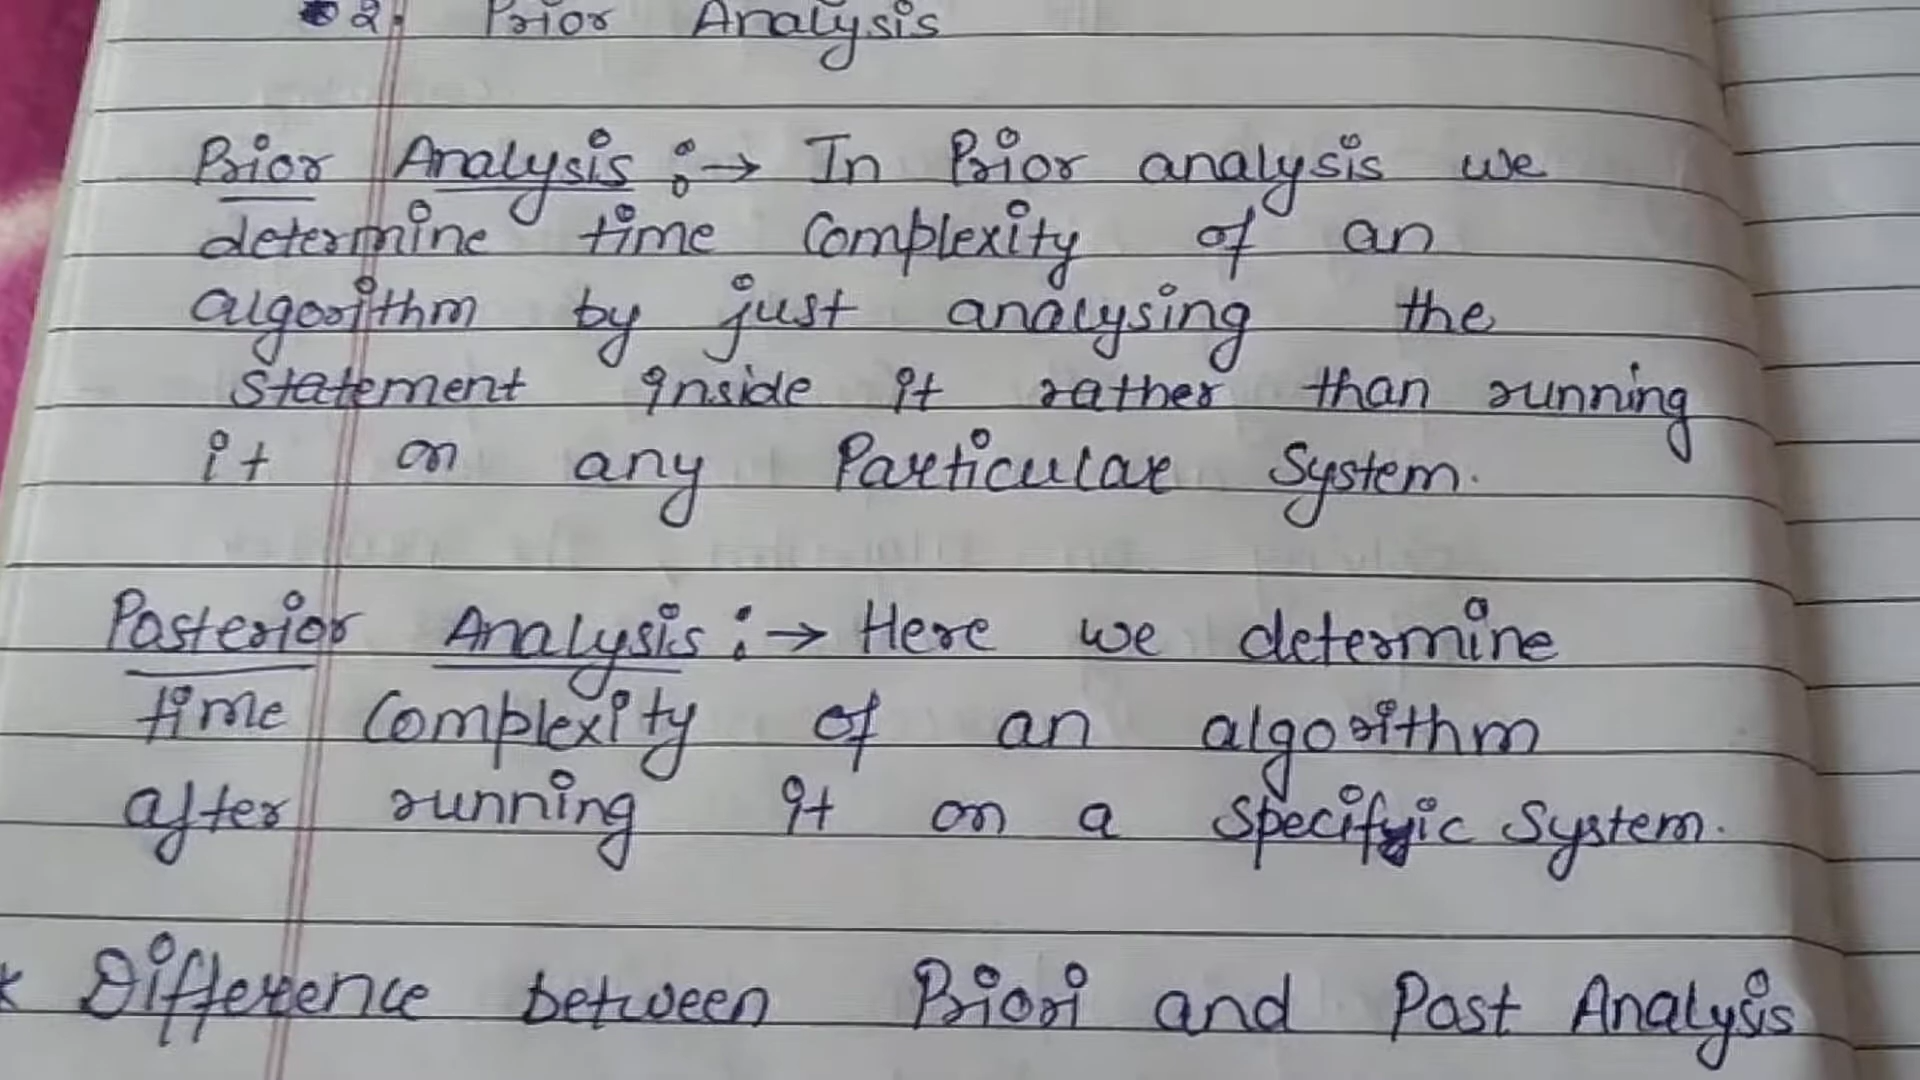 2. Prior Analysis
Prior Analysis :→ In Prior analysis we
determine time Complexity of an
algorithm by just analysing the
statement inside it rather than running
it on any Particular System.
Posterior Analysis :→ Here we determine
time Complexity of an algorithm
after running it on a Specific System.
* Difference between Priori and Post Analysis